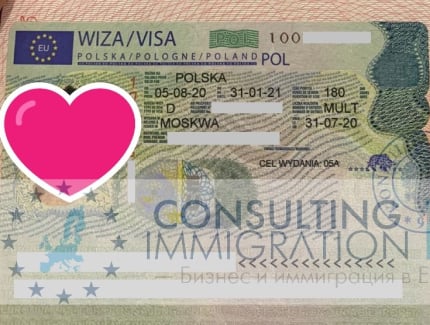 WIZA/VISA POL 100
EU POLSKA/POLOGNE/POLAND POL
POLSKA
05-08-20 31-01-21 180
D MULT
MOSKWA 31-07-20
CEL WYDANIA: 05A
CONSULTING
IMMIGRATION
— Бизнес и иммиграция в Е